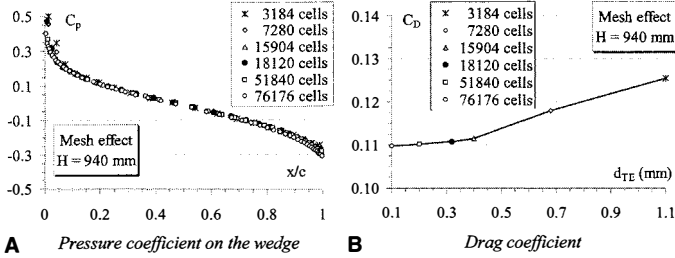 0.5
0.3
0.1
-0.1
-0.3
-0.5
Cp
3184 cells
7280 cells
15904 cells
18120 cells
51840 cells
76176 cells
Mesh effect
H = 940 mm
x/c
0 0.2 0.4 0.6 0.8 1
A Pressure coefficient on the wedge
0.14
0.13
0.12
0.11
0.10
CD
3184 cells
7280 cells
15904 cells
18120 cells
51840 cells
76176 cells
Mesh effect
H = 940 mm
dTE (mm)
0.1 0.3 0.5 0.7 0.9 1.1
B Drag coefficient